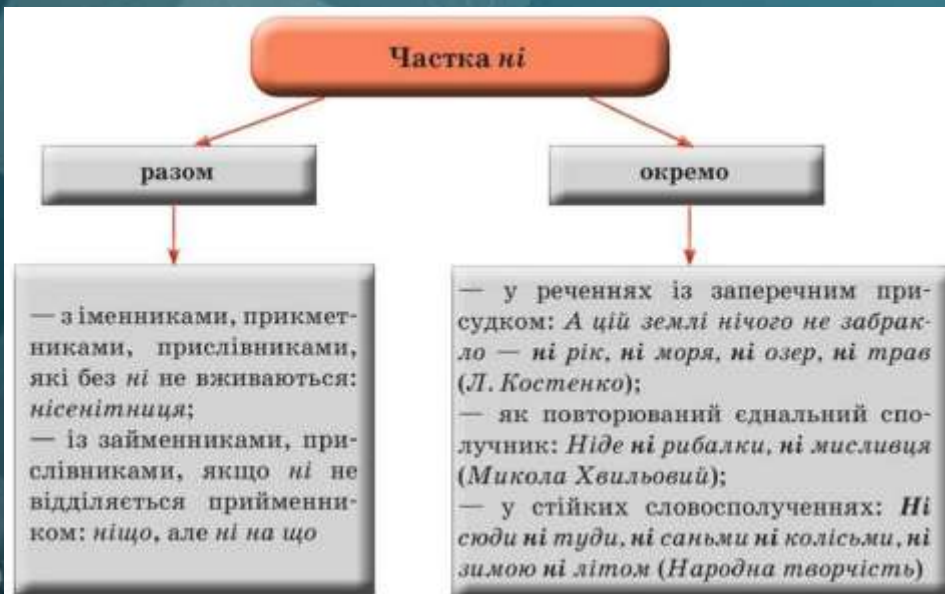 Частка ні
разом
окремо
— з іменниками, прикмет-
никами, прислівниками,
які без ні не вживаються:
нісенітниця;
— із займенниками, при-
слівниками, якщо ні не
відділяється прийменни-
ком: ніщо, але ні на що
— у реченнях із заперечним при-
судком: А цій землі нічого не забрак-
ло — ні рік, ні моря, ні озер, ні трав
(Л. Костенко);
— як повторюваний єднальний спо-
лучник: Ніде ні рибалки, ні мисливця
(Микола Хвильовий);
— у стійких словосполученнях: Ні
сюди ні туди, ні саньми ні колісьми, ні
зимою ні літом (Народна творчість)